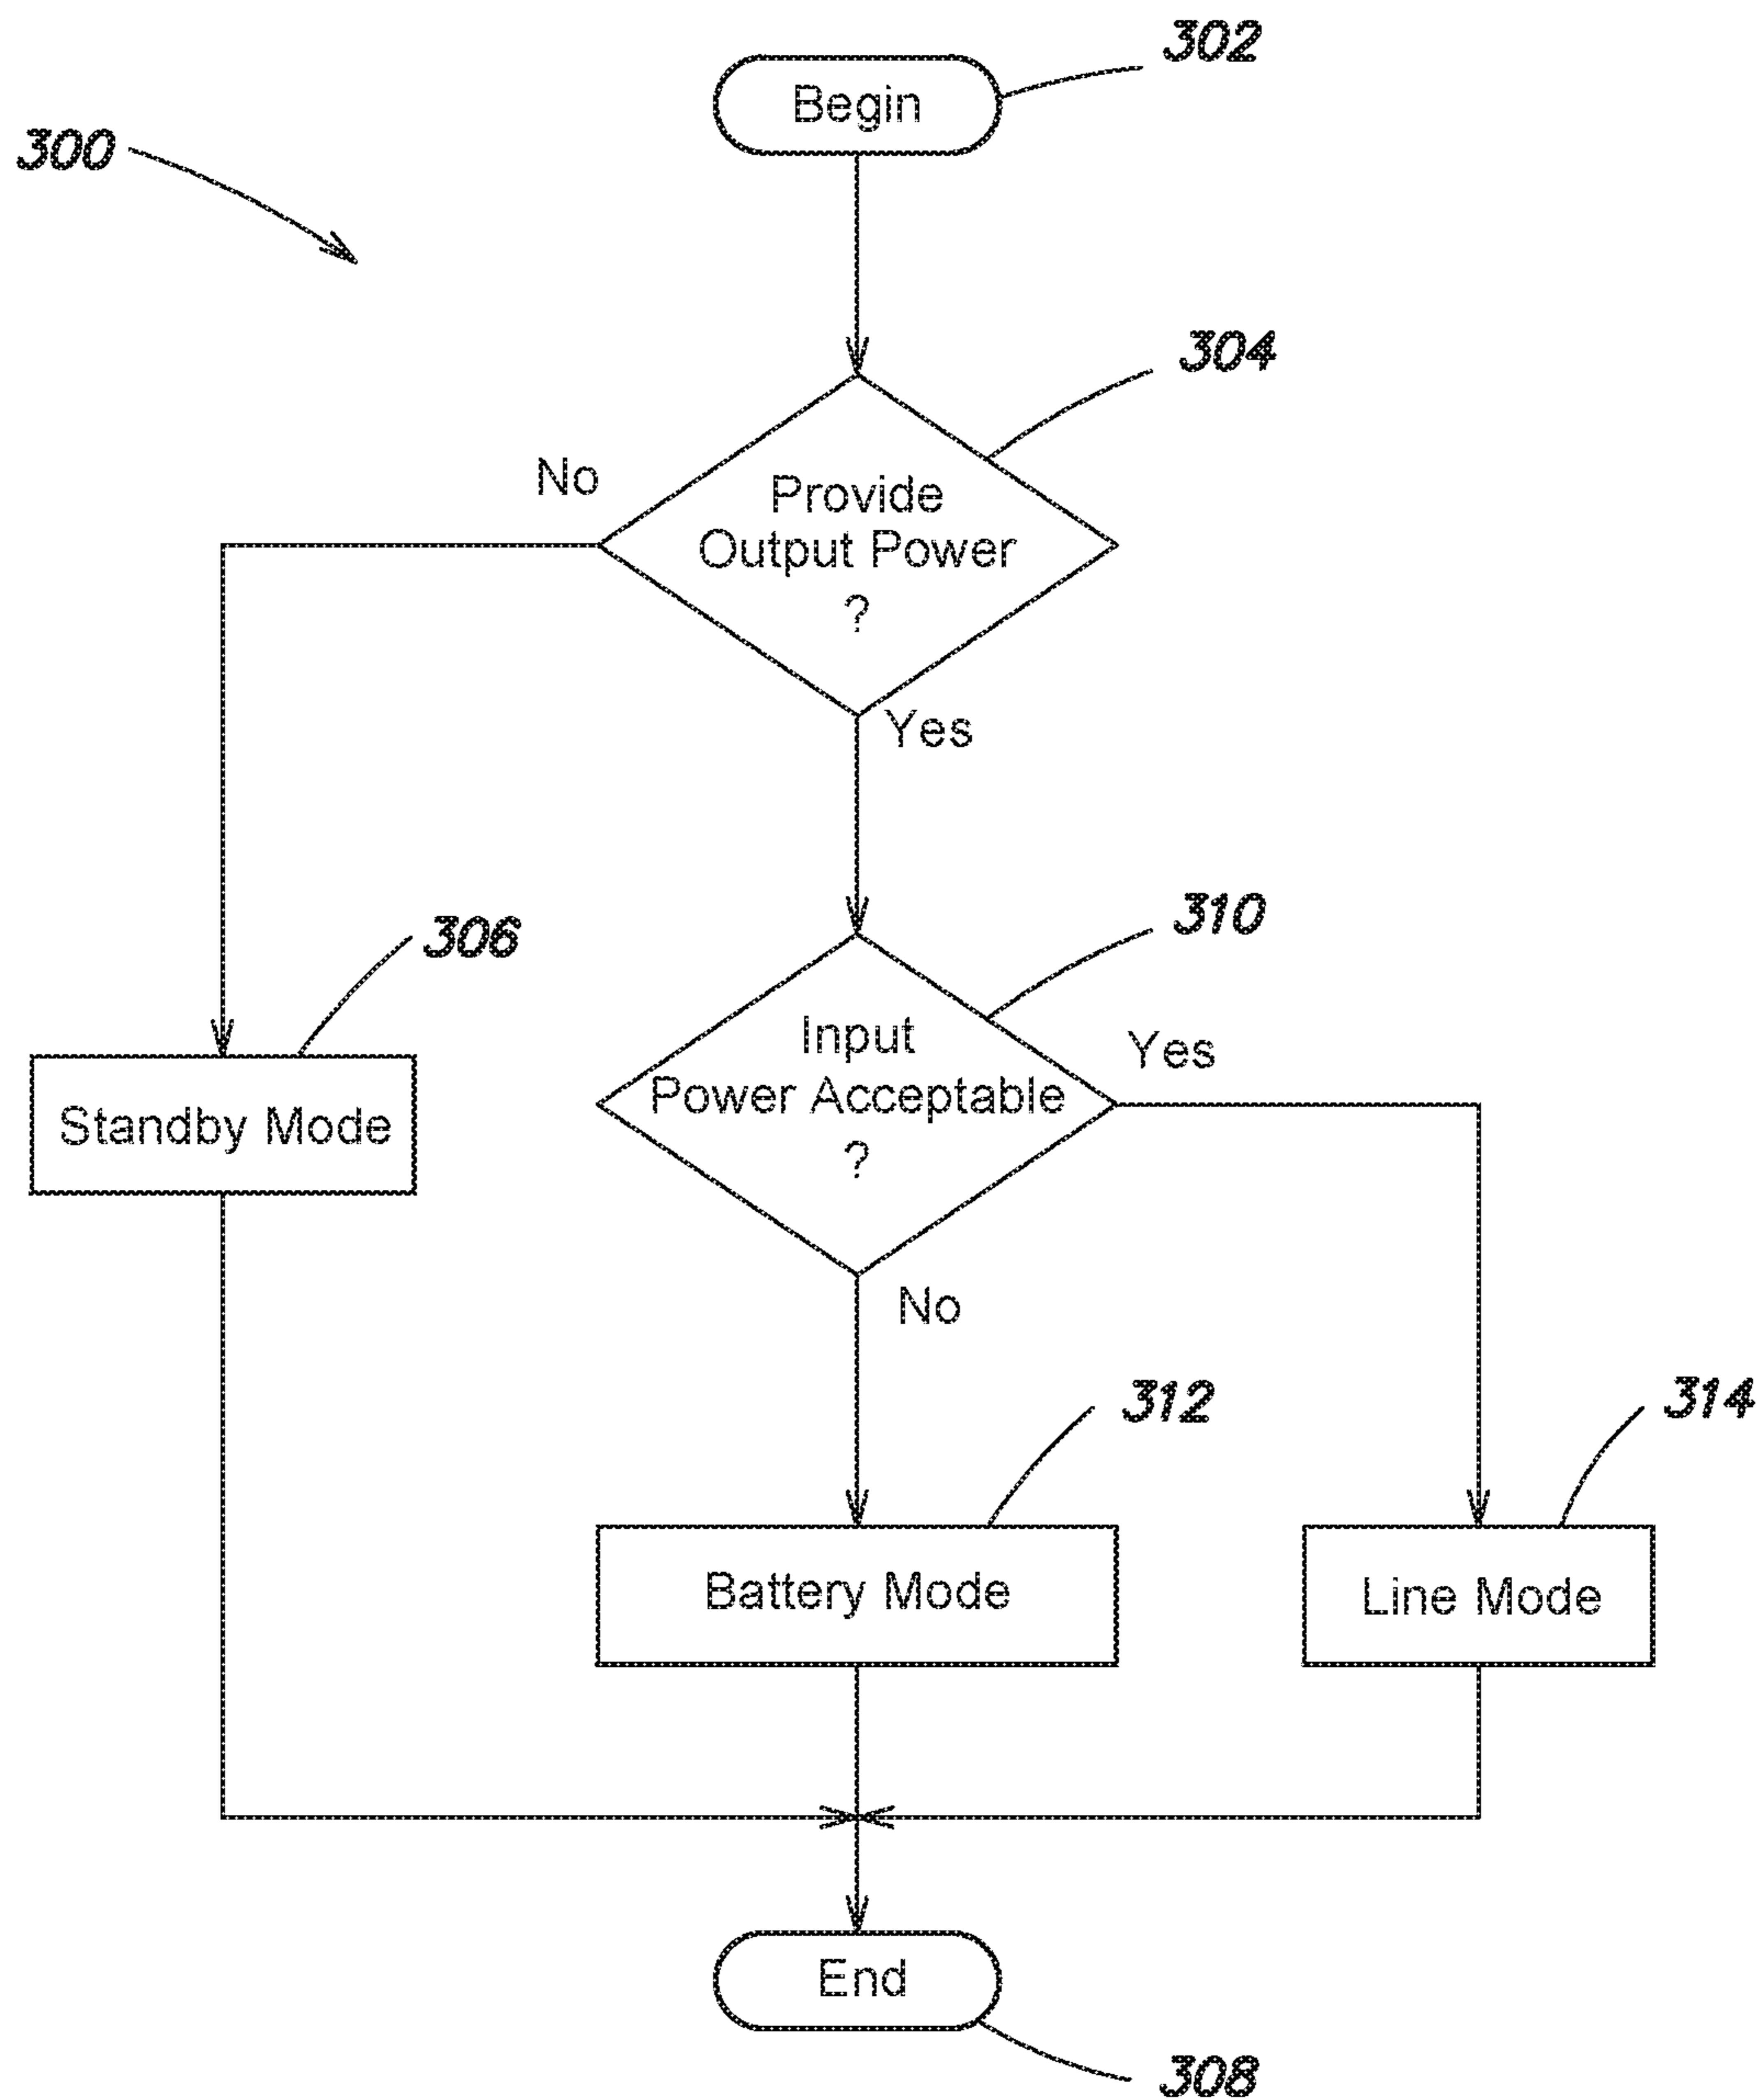 302
Begin
300
304
No
Provide
Output Power
?
Yes
310
306
Input
Yes
Power Acceptable
Standby Mode
?
No
312
314
Battery Mode
Line Mode
End
308